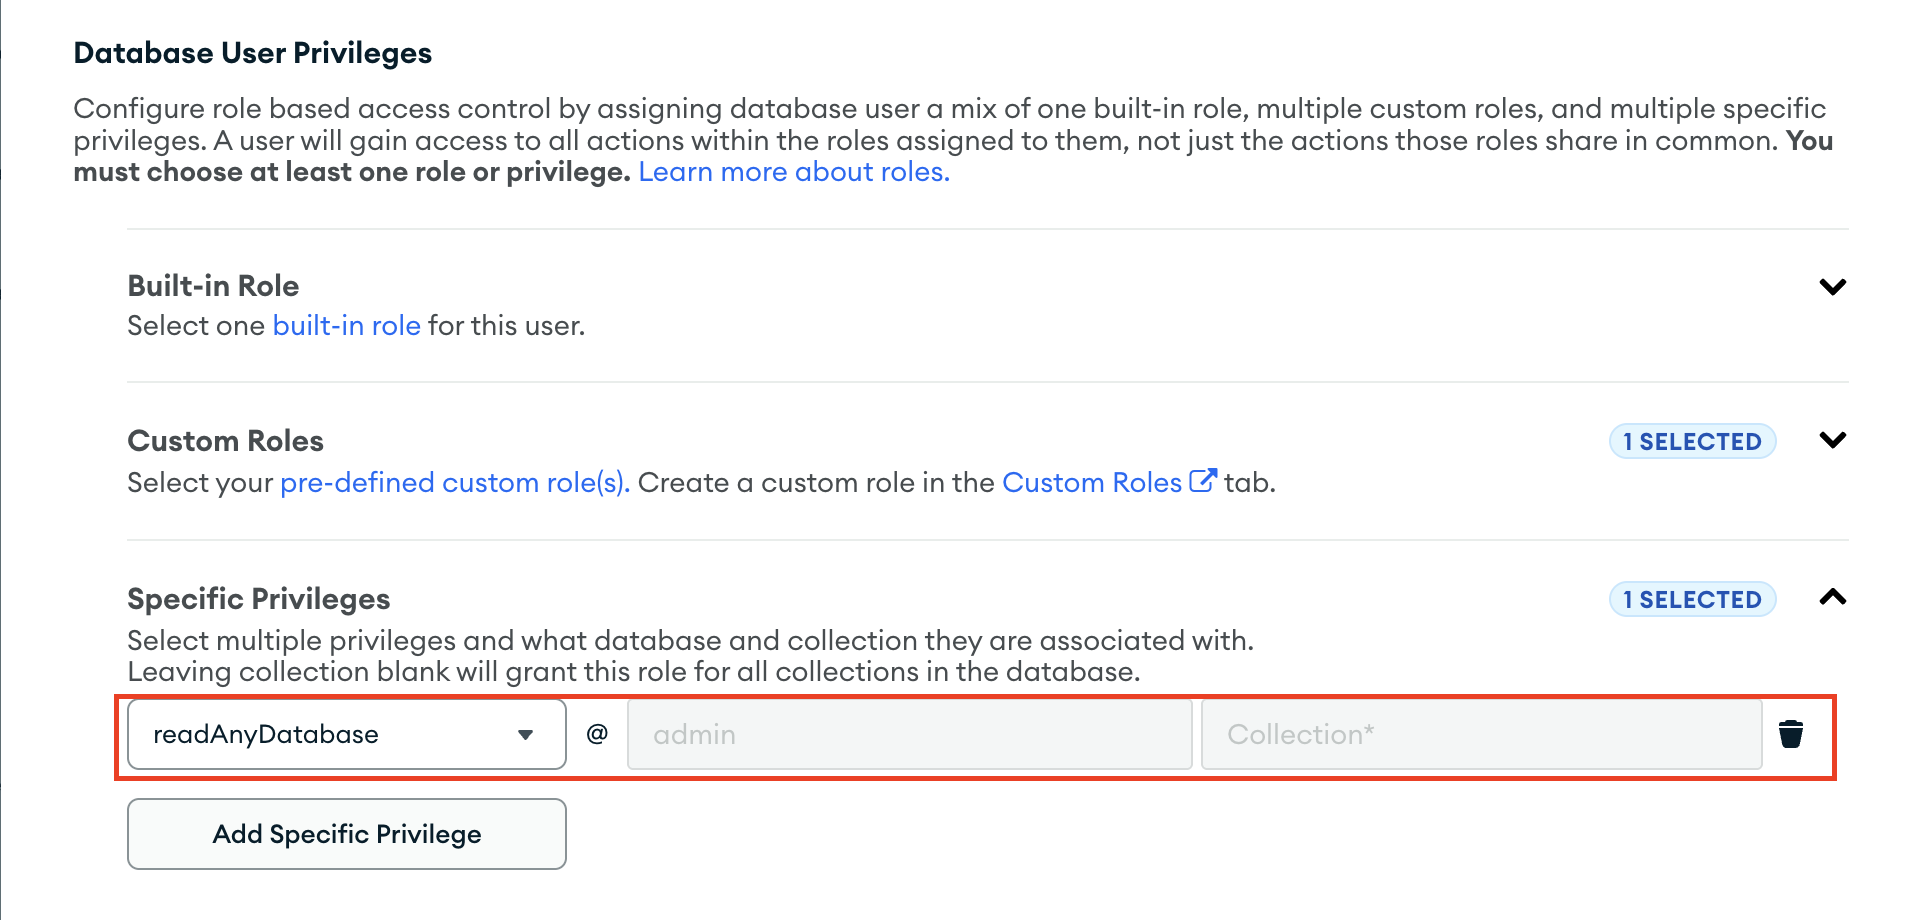 Database User Privileges
Configure role based access control by assigning database user a mix of one built-in role, multiple custom roles, and multiple specific
privileges. A user will gain access to all actions within the roles assigned to them, not just the actions those roles share in common. You
must choose at least one role or privilege. Learn more about roles.
Built-in Role
Select one built-in role for this user.
Custom Roles
1 SELECTED
Select your pre-defined custom role(s). Create a custom role in the Custom Roles tab.
Specific Privileges
1 SELECTED
Select multiple privileges and what database and collection they are associated with.
Leaving collection blank will grant this role for all collections in the database.
readAnyDatabase @ admin Collection*
Add Specific Privilege